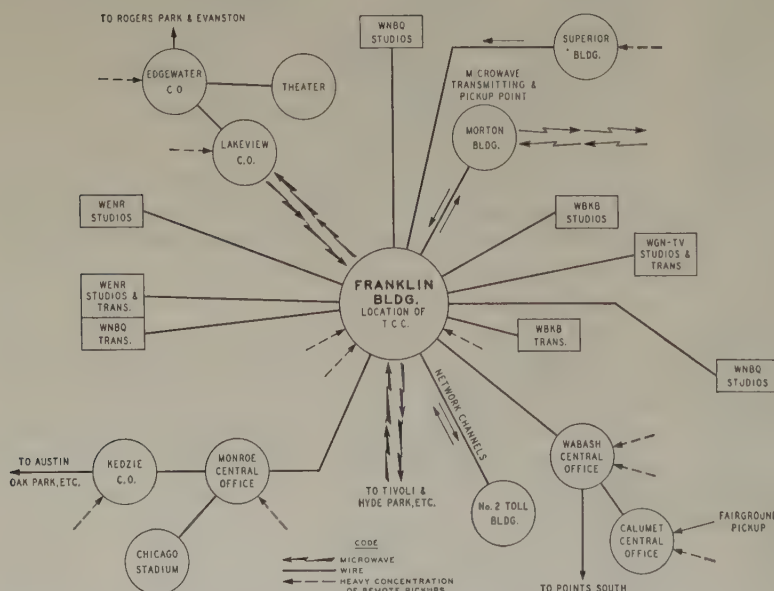 TO ROGERS PARK & EVANSTON
WNBQ
STUDIOS
SUPERIOR
BLDG.
EDGEWATER
C O
THEATER
MICROWAVE
TRANSMITTING &
PICKUP POINT
LAKEVIEW
C.O.
MORTON
BLDG.
WENR
STUDIOS
WBKB
STUDIOS
WGN-TV
STUDIOS &
TRANS
WENR
STUDIOS &
TRANS.
WNBQ
TRANS.
FRANKLIN
BLDG.
LOCATION OF
T C C.
WBKB
TRANS.
WNBQ
STUDIOS
NETWORK CHANNELS
TO AUSTIN
OAK PARK, ETC.
KEDZIE
C.O.
MONROE
CENTRAL
OFFICE
WABASH
CENTRAL
OFFICE
TO TIVOLI &
HYDE PARK, ETC.
No. 2 TOLL
BLDG.
FAIRGROUND
PICKUP
CALUMET
CENTRAL
OFFICE
CHICAGO
STADIUM
CODE
MICROWAVE
WIRE
HEAVY CONCENTRATION
OF REMOTE PICKUPS
TO POINTS SOUTH